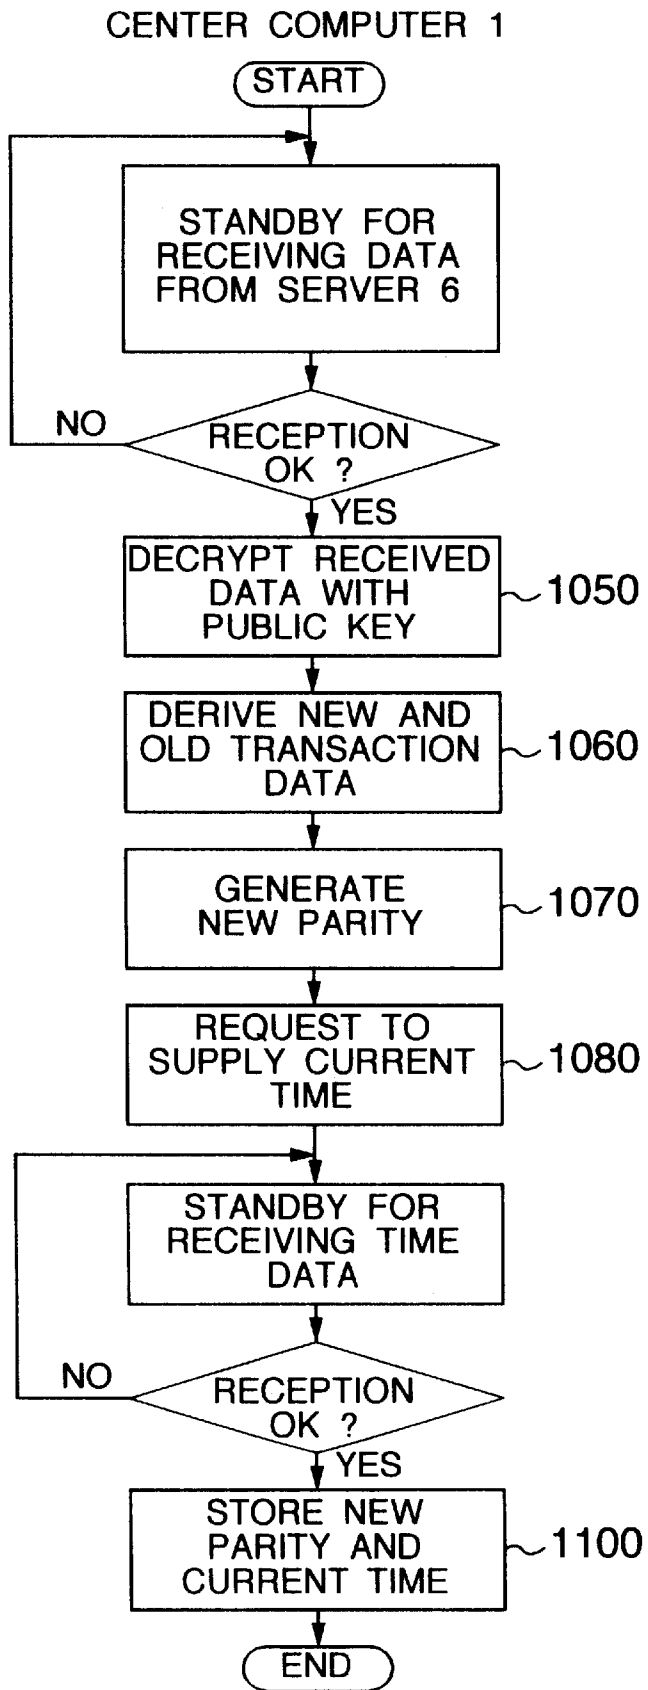 CENTER COMPUTER 1
START
STANDBY FOR
RECEIVING DATA
FROM SERVER 6
NO
RECEPTION
OK ?
YES
DECRYPT RECEIVED
DATA WITH
PUBLIC KEY
1050
DERIVE NEW AND
OLD TRANSACTION
DATA
1060
GENERATE
NEW PARITY
1070
REQUEST TO
SUPPLY CURRENT
TIME
1080
STANDBY FOR
RECEIVING TIME
DATA
NO
RECEPTION
OK ?
YES
STORE NEW
PARITY AND
CURRENT TIME
1100
END